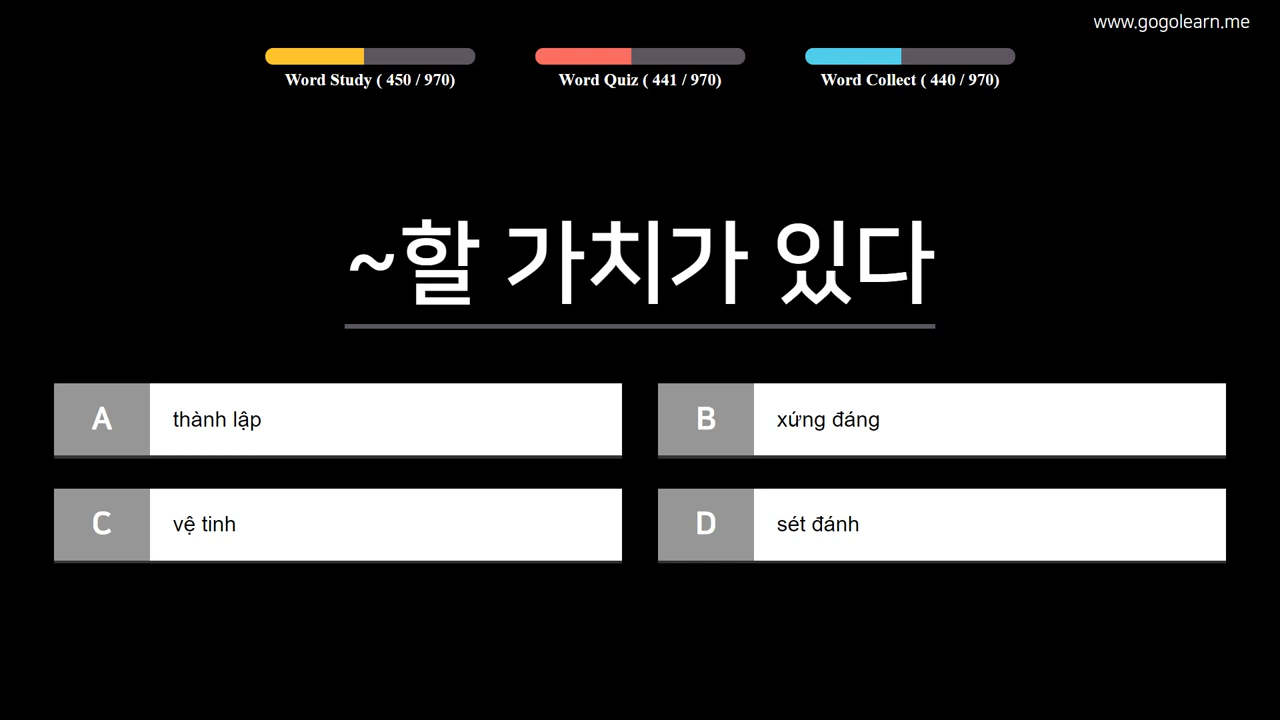 www.gogolearn.me
Word Study ( 450 / 970)
Word Quiz ( 441 / 970)
Word Collect ( 440 / 970)
~할 가치가 있다
A thành lập
B xứng đáng
C vệ tinh
D sét đánh